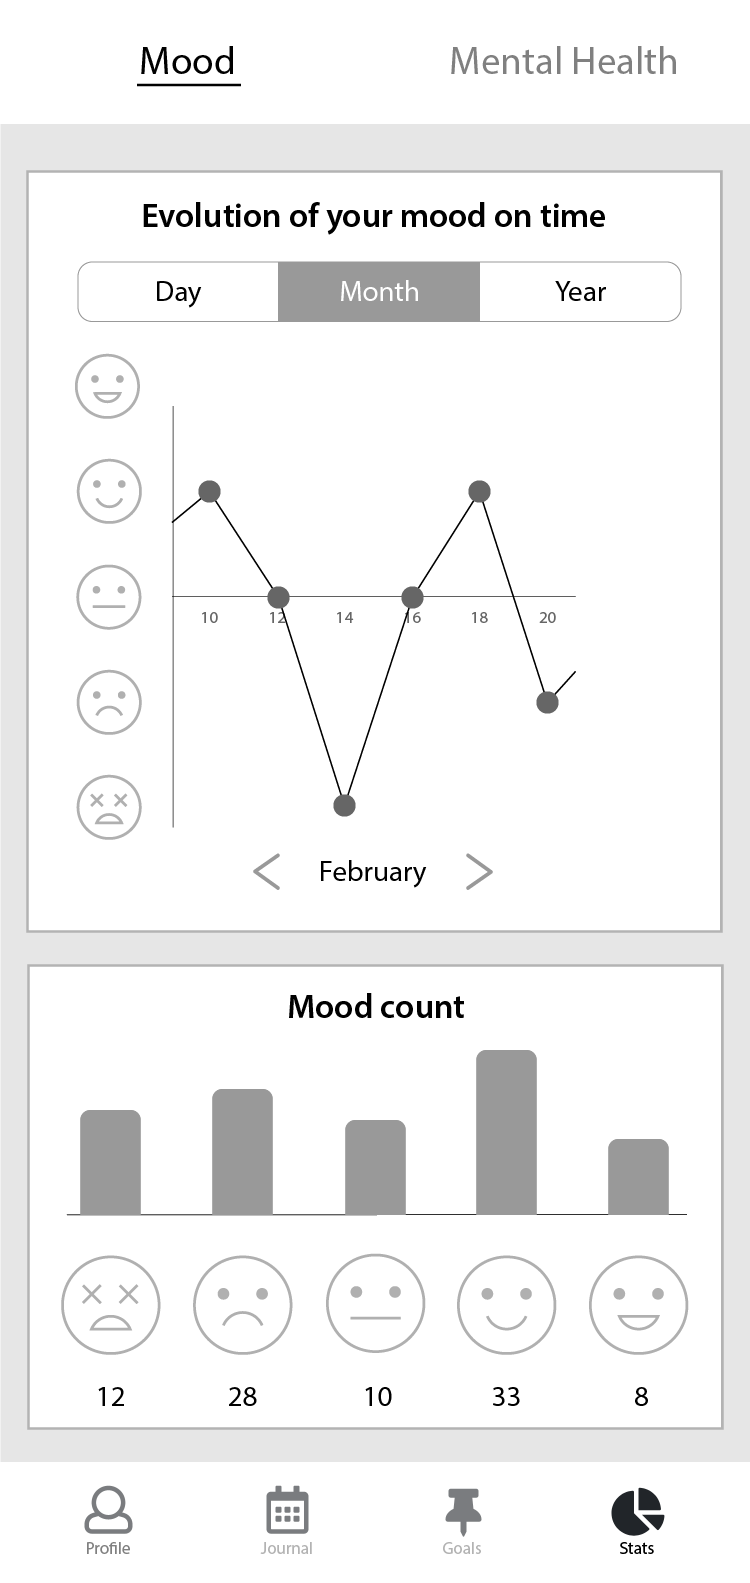 Mood Mental Health
Evolution of your mood on time
Day Month Year
10 12 14 16 18 20
February
Mood count
12 28 10 33 8
Profile Journal Goals Stats